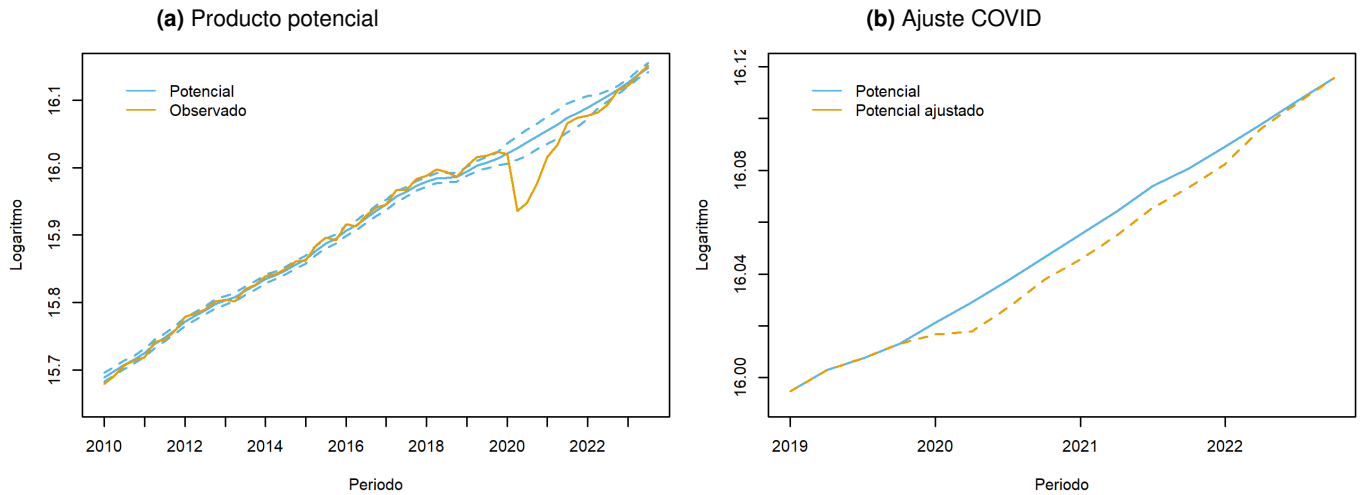 (a) Producto potencial
Potencial
Observado
Logaritmo
16.1
16.0
15.9
15.8
15.7
2010 2012 2014 2016 2018 2020 2022
Periodo
(b) Ajuste COVID
Potencial
Potencial ajustado
Logaritmo
16.12
16.08
16.04
16.00
2019 2020 2021 2022
Periodo